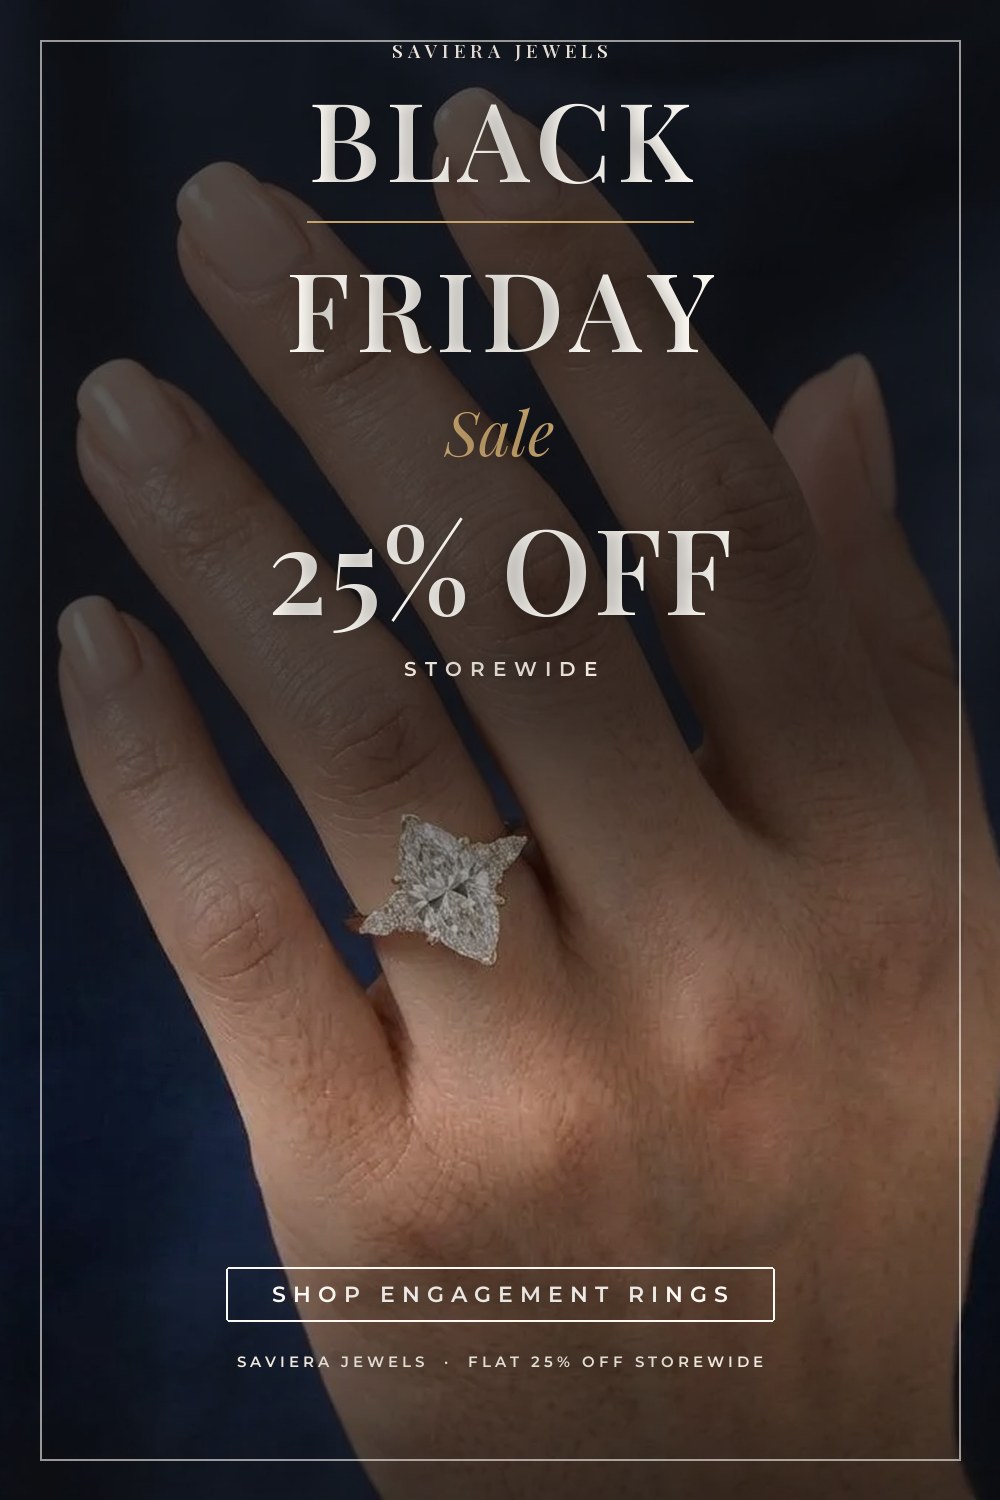 SAVIERA JEWELS
BLACK
FRIDAY
Sale
25% OFF
STOREWIDE
SHOP ENGAGEMENT RINGS
SAVIERA JEWELS · FLAT 25% OFF STOREWIDE